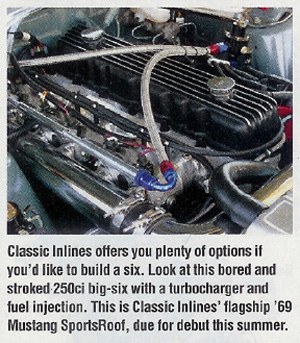 Classic Inlines offers you plenty of options if
you'd like to build a six. Look at this bored and
stroked 250ci big-six with a turbocharger and
fuel injection. This is Classic Inlines' flagship '69
Mustang SportsRoof, due for debut this summer.